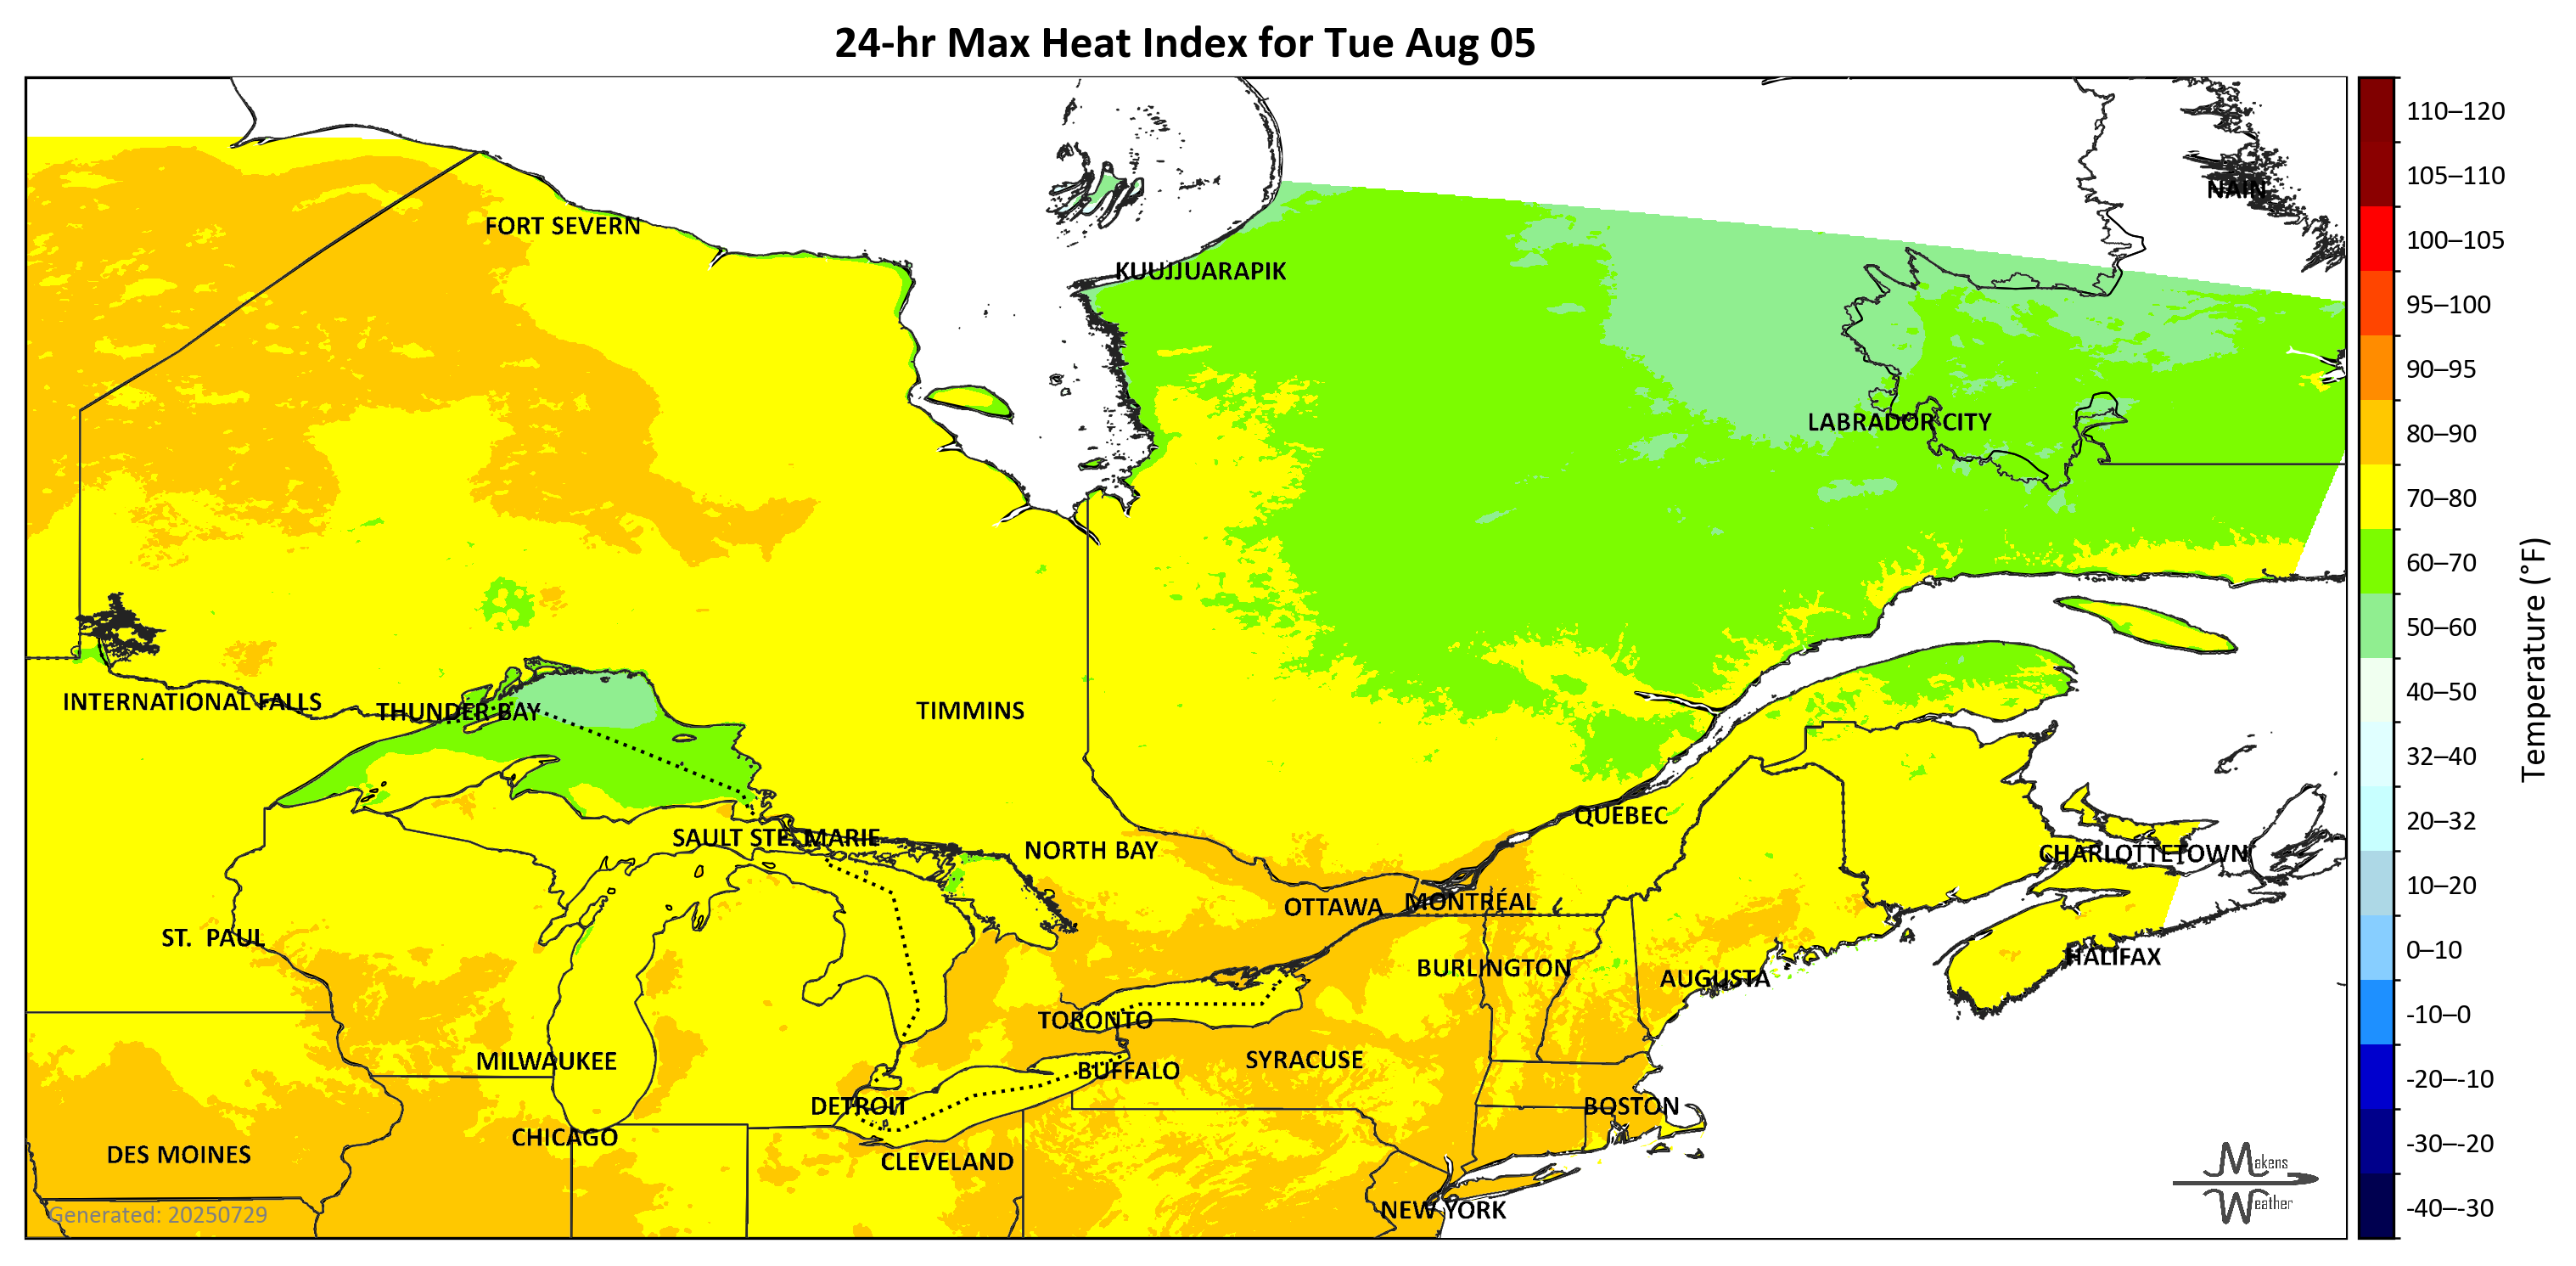 24-hr Max Heat Index for Tue Aug 05
110–120
105–110
NAIN
FORT SEVERN
100–105
KUUJJUARAPIK
95–100
90–95
LABRADOR CITY
80–90
70–80
60–70
50–60
Temperature (°F)
40–50
INTERNATIONAL FALLS
THUNDER BAY
TIMMINS
32–40
QUÉBEC
20–32
SAULT STE. MARIE
NORTH BAY
CHARLOTTETOWN
10–20
OTTAWA
MONTRÉAL
ST. PAUL
0–10
HALIFAX
BURLINGTON
AUGUSTA
-10–0
TORONTO
MILWAUKEE
SYRACUSE
BUFFALO
-20–-10
DETROIT
BOSTON
CHICAGO
-30–-20
DES MOINES
CLEVELAND
Makens
Weather
NEW YORK
-40–-30
Generated: 20250729